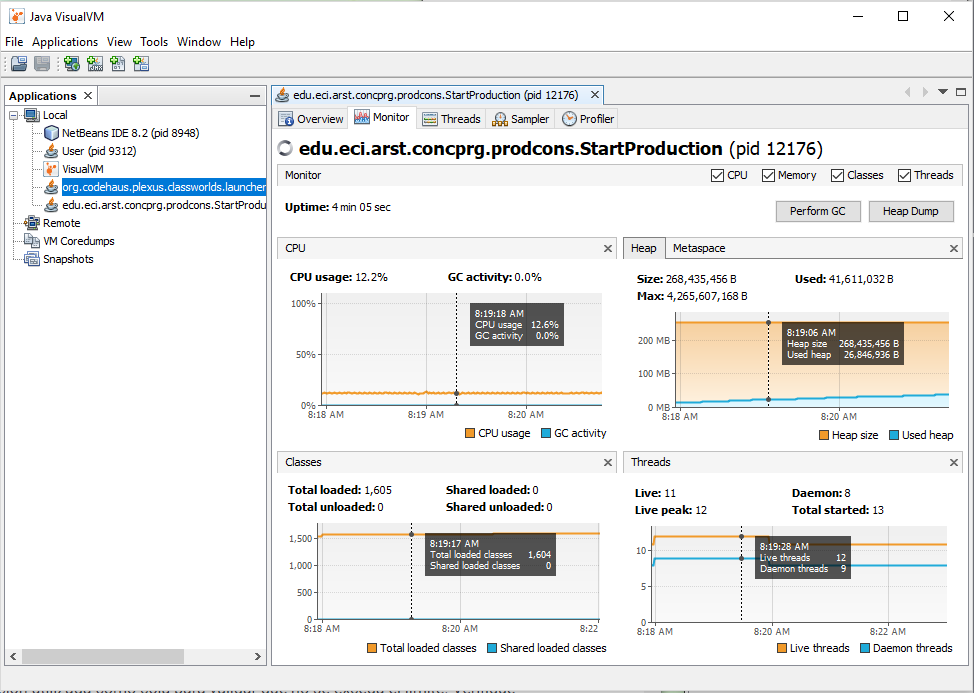 Java VisualVM
File Applications View Tools Window Help
Applications
Local
NetBeans IDE 8.2 (pid 8948)
User (pid 9312)
VisualVM
org.codehaus.plexus.classworlds.launcher
edu.eci.arst.concprg.prodcons.StartProdu
Remote
VM Coredumps
Snapshots
edu.eci.arst.concprg.prodcons.StartProduction (pid 12176)
Overview Monitor Threads Sampler Profiler
edu.eci.arst.concprg.prodcons.StartProduction (pid 12176)
Monitor CPU Memory Classes Threads
Uptime: 4 min 05 sec
Perform GC Heap Dump
CPU
CPU usage: 12.2% GC activity: 0.0%
100%
50%
0%
8:19:18 AM
CPU usage 12.6%
GC activity 0.0%
8:18 AM 8:19 AM 8:20 AM
CPU usage GC activity
Heap Metaspace
Size: 268,435,456 B Used: 41,611,032 B
Max: 4,265,607,168 B
200 MB
100 MB
0 MB
8:19:06 AM
Heap size 268,435,456 B
Used heap 26,846,936 B
8:18 AM 8:20 AM
Heap size Used heap
Classes
Total loaded: 1,605 Shared loaded: 0
Total unloaded: 0 Shared unloaded: 0
1,500
1,000
500
0
8:19:17 AM
Total loaded classes 1,604
Shared loaded classes 0
8:18 AM 8:20 AM 8:22
Total loaded classes Shared loaded classes
Threads
Live: 11 Daemon: 8
Live peak: 12 Total started: 13
10
5
0
8:19:28 AM
Live threads 12
Daemon threads 9
8:18 AM 8:20 AM 8:22 AM
Live threads Daemon threads